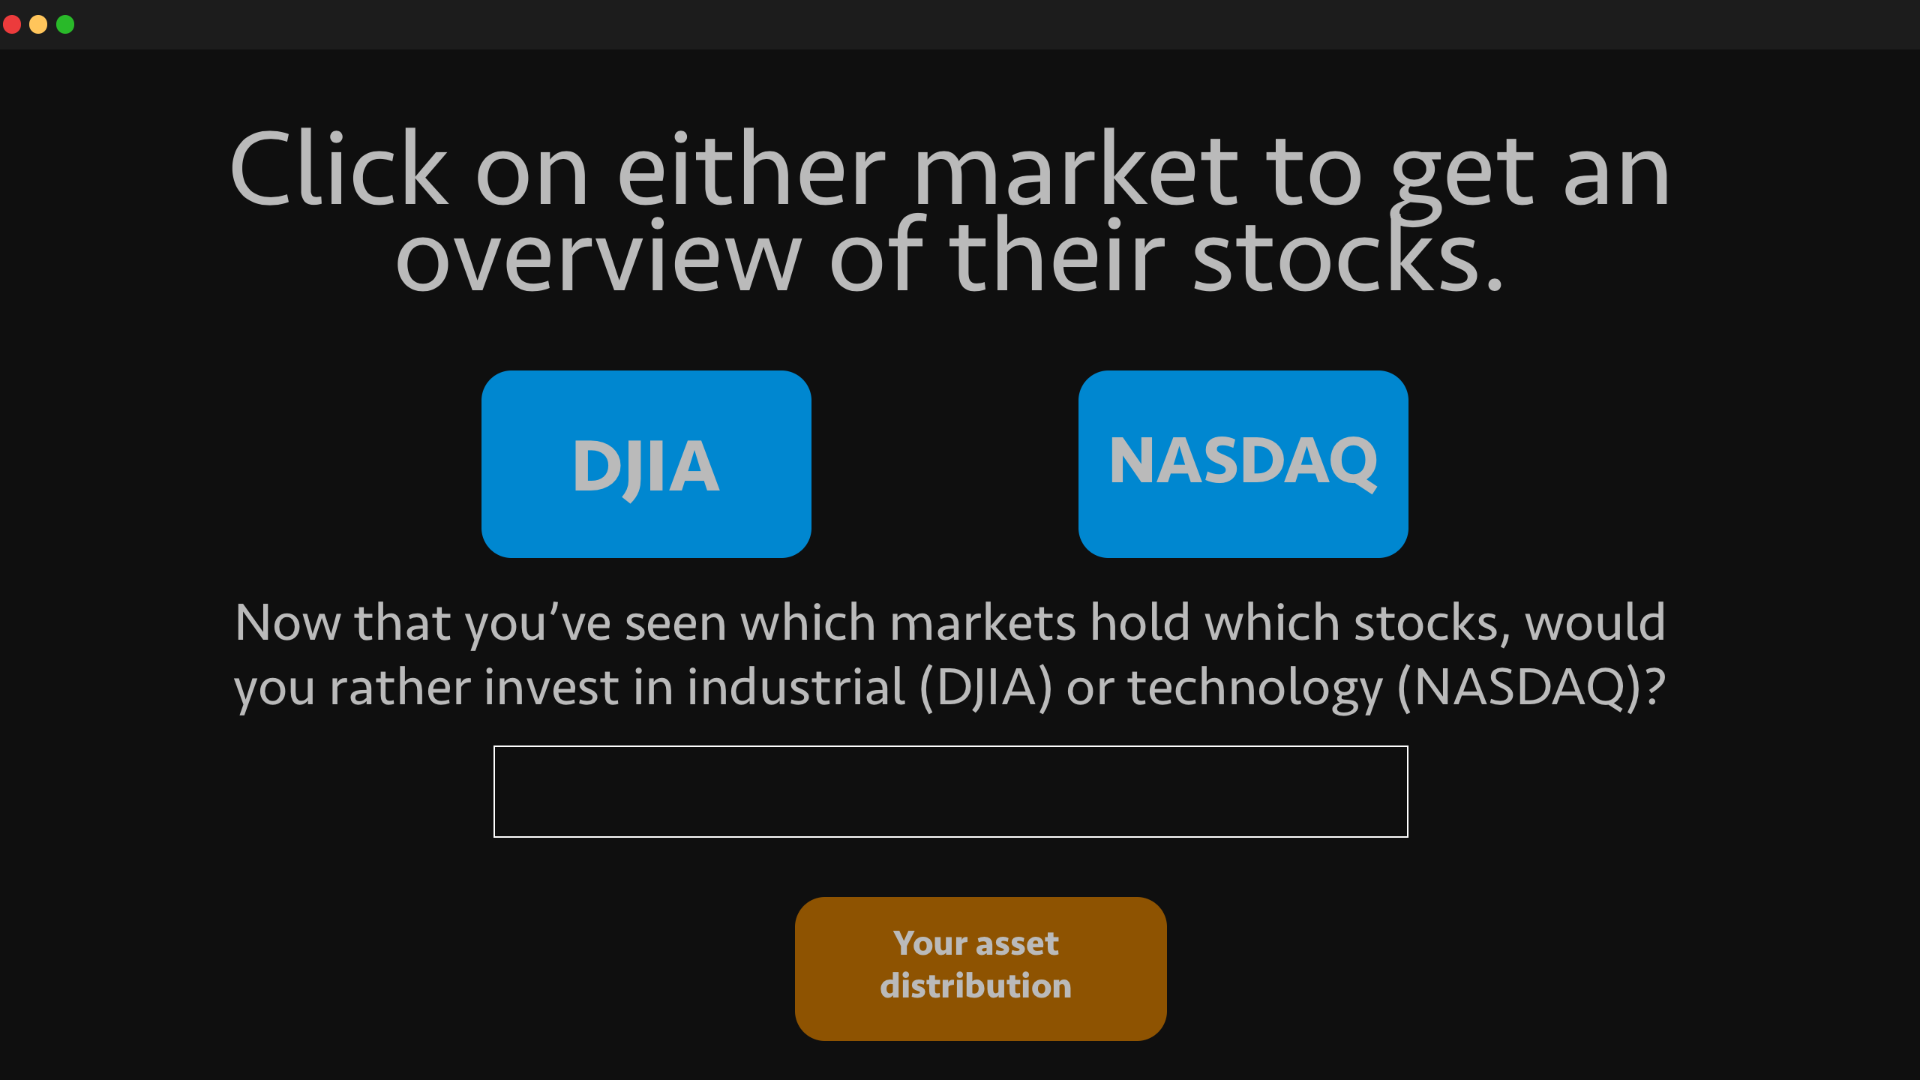 Click on either market to get an
overview of their stocks.
DJIA
NASDAQ
Now that you’ve seen which markets hold which stocks, would
you rather invest in industrial (DJIA) or technology (NASDAQ)?
Your asset
distribution